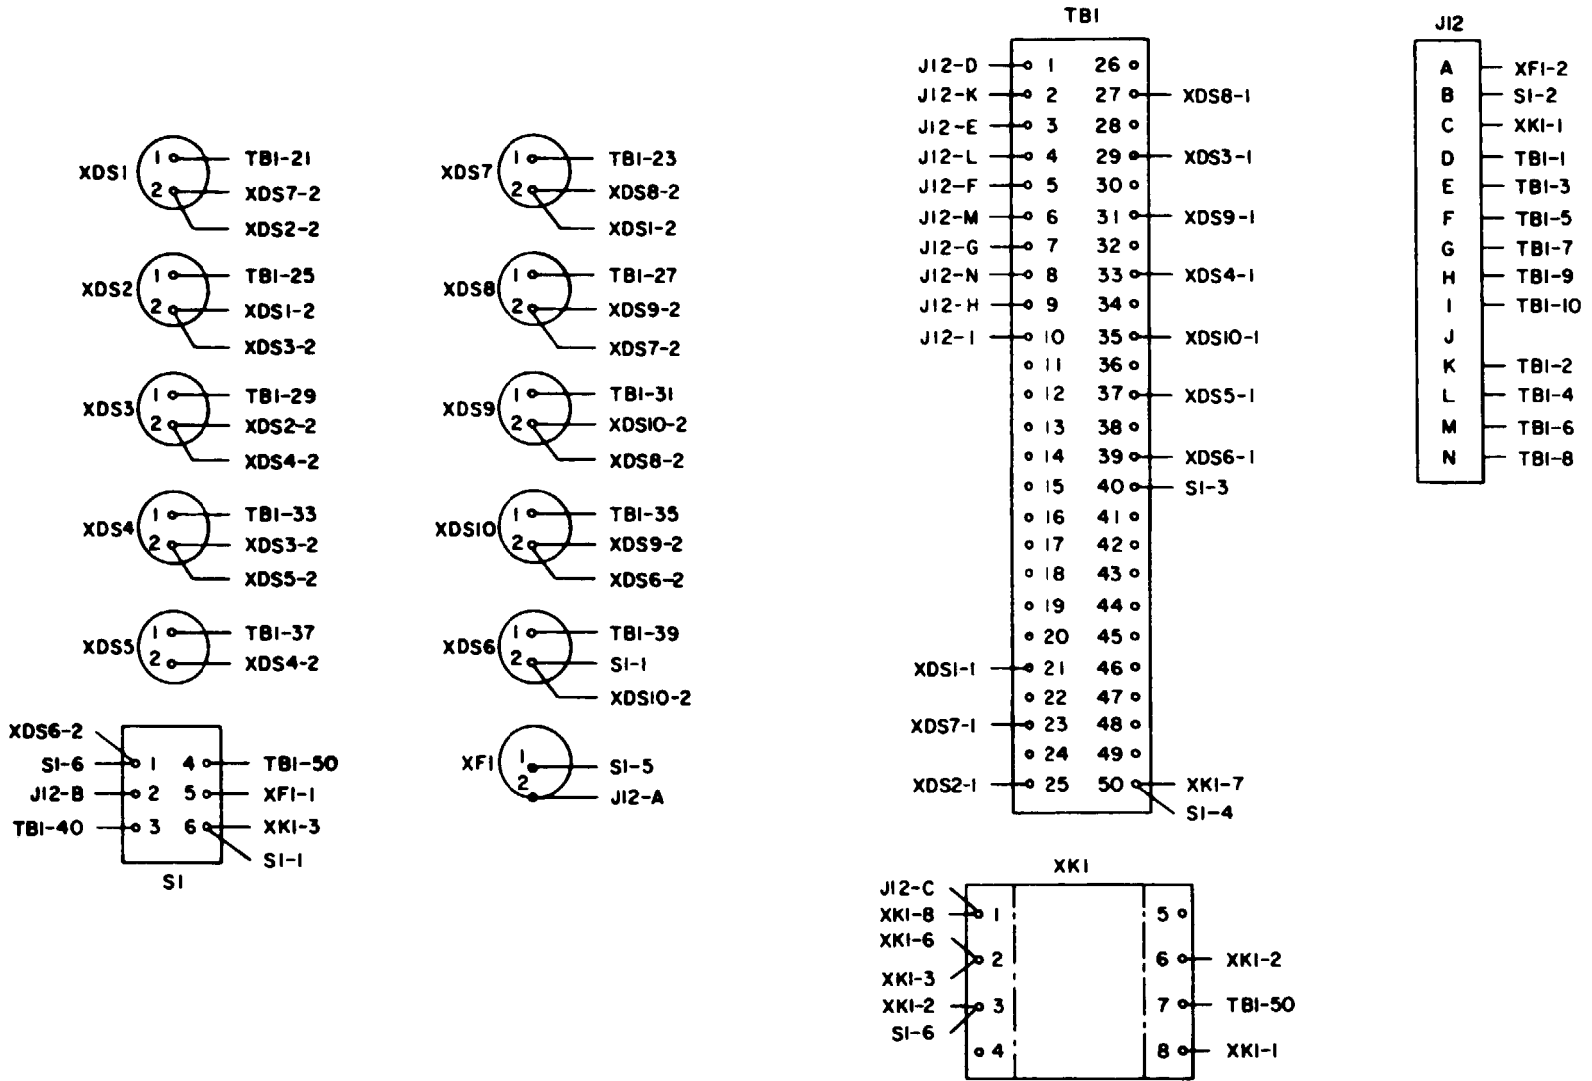 XDS1
1 TB1-21
2 XDS7-2
XDS2-2
XDS2
1 TB1-25
2 XDS1-2
XDS3-2
XDS3
1 TB1-29
2 XDS2-2
XDS4-2
XDS4
1 TB1-33
2 XDS3-2
XDS5-2
XDS5
1 TB1-37
2 XDS4-2
XDS7
1 TB1-23
2 XDS8-2
XDS1-2
XDS8
1 TB1-27
2 XDS9-2
XDS7-2
XDS9
1 TB1-31
2 XDS10-2
XDS8-2
XDS10
1 TB1-35
2 XDS9-2
XDS6-2
XDS6
1 TB1-39
2 S1-1
XDS10-2
XDS6-2
S1-6 1 4 TB1-50
J12-B 2 5 XF1-1
TB1-40 3 6 XK1-3
S1-1
S1
XF1
1 S1-5
2 J12-A
TB1
J12-D 1 26
J12-K 2 27 XDS8-1
J12-E 3 28
J12-L 4 29 XDS3-1
J12-F 5 30
J12-M 6 31 XDS9-1
J12-G 7 32
J12-N 8 33 XDS4-1
J12-H 9 34
J12-I 10 35 XDS10-1
11 36
12 37 XDS5-1
13 38
14 39 XDS6-1
15 40 S1-3
16 41
17 42
18 43
19 44
20 45
XDS1-1 21 46
22 47
XDS7-1 23 48
24 49
XDS2-1 25 50 XK1-7
S1-4
J12
A XF1-2
B S1-2
C XK1-1
D TB1-1
E TB1-3
F TB1-5
G TB1-7
H TB1-9
I TB1-10
J
K TB1-2
L TB1-4
M TB1-6
N TB1-8
XK1
J12-C
XK1-8 1 5
XK1-6
2 6 XK1-2
XK1-3
XK1-2 3 7 TB1-50
S1-6
4 8 XK1-1